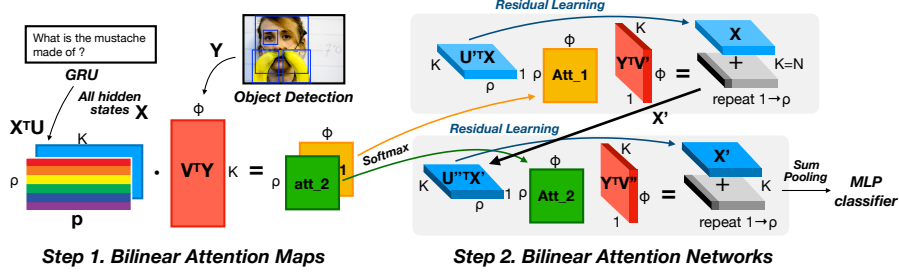 What is the mustache
made of ?
GRU
All hidden
states
X
XᵀU
K
ρ
p
·
Y
Object Detection
Φ
VᵀY
K
=
Φ
ρ
1
att_2
Softmax
Step 1. Bilinear Attention Maps
Residual Learning
K
U'ᵀX
ρ
1
ρ
Φ
Att_1
K
YᵀV'
1
Φ
=
X
+
K=N
repeat 1→ρ
X'
Residual Learning
K
U''ᵀX'
ρ
1
ρ
Φ
Att_2
K
YᵀV''
1
Φ
=
X'
+
K
repeat 1→ρ
Sum
Pooling
MLP
classifier
Step 2. Bilinear Attention Networks